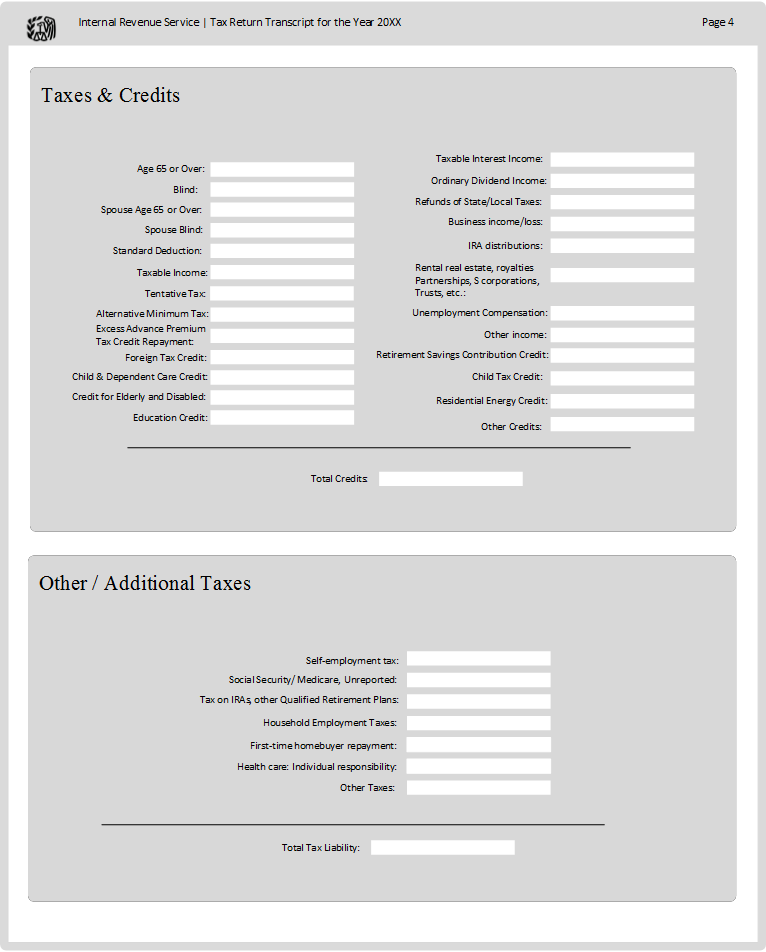 Internal Revenue Service | Tax Return Transcript for the Year 20XX
Page 4
Taxes & Credits
Age 65 or Over:
Blind:
Spouse Age 65 or Over:
Spouse Blind:
Standard Deduction:
Taxable Income:
Tentative Tax:
Alternative Minimum Tax:
Excess Advance Premium
Tax Credit Repayment:
Foreign Tax Credit:
Child & Dependent Care Credit:
Credit for Elderly and Disabled:
Education Credit:
Taxable Interest Income:
Ordinary Dividend Income:
Refunds of State/Local Taxes:
Business income/loss:
IRA distributions:
Rental real estate, royalties
Partnerships, S corporations,
Trusts, etc.:
Unemployment Compensation:
Other income:
Retirement Savings Contribution Credit:
Child Tax Credit:
Residential Energy Credit:
Other Credits:
Total Credits:
Other / Additional Taxes
Self-employment tax:
Social Security/ Medicare, Unreported:
Tax on IRAs, other Qualified Retirement Plans:
Household Employment Taxes:
First-time homebuyer repayment:
Health care: Individual responsibility:
Other Taxes:
Total Tax Liability: